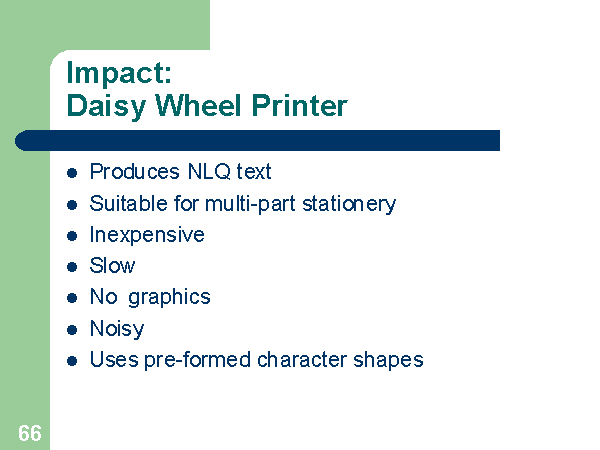 Impact:
Daisy Wheel Printer
Produces NLQ text
Suitable for multi-part stationery
Inexpensive
Slow
No  graphics
Noisy
Uses pre-formed character shapes
66